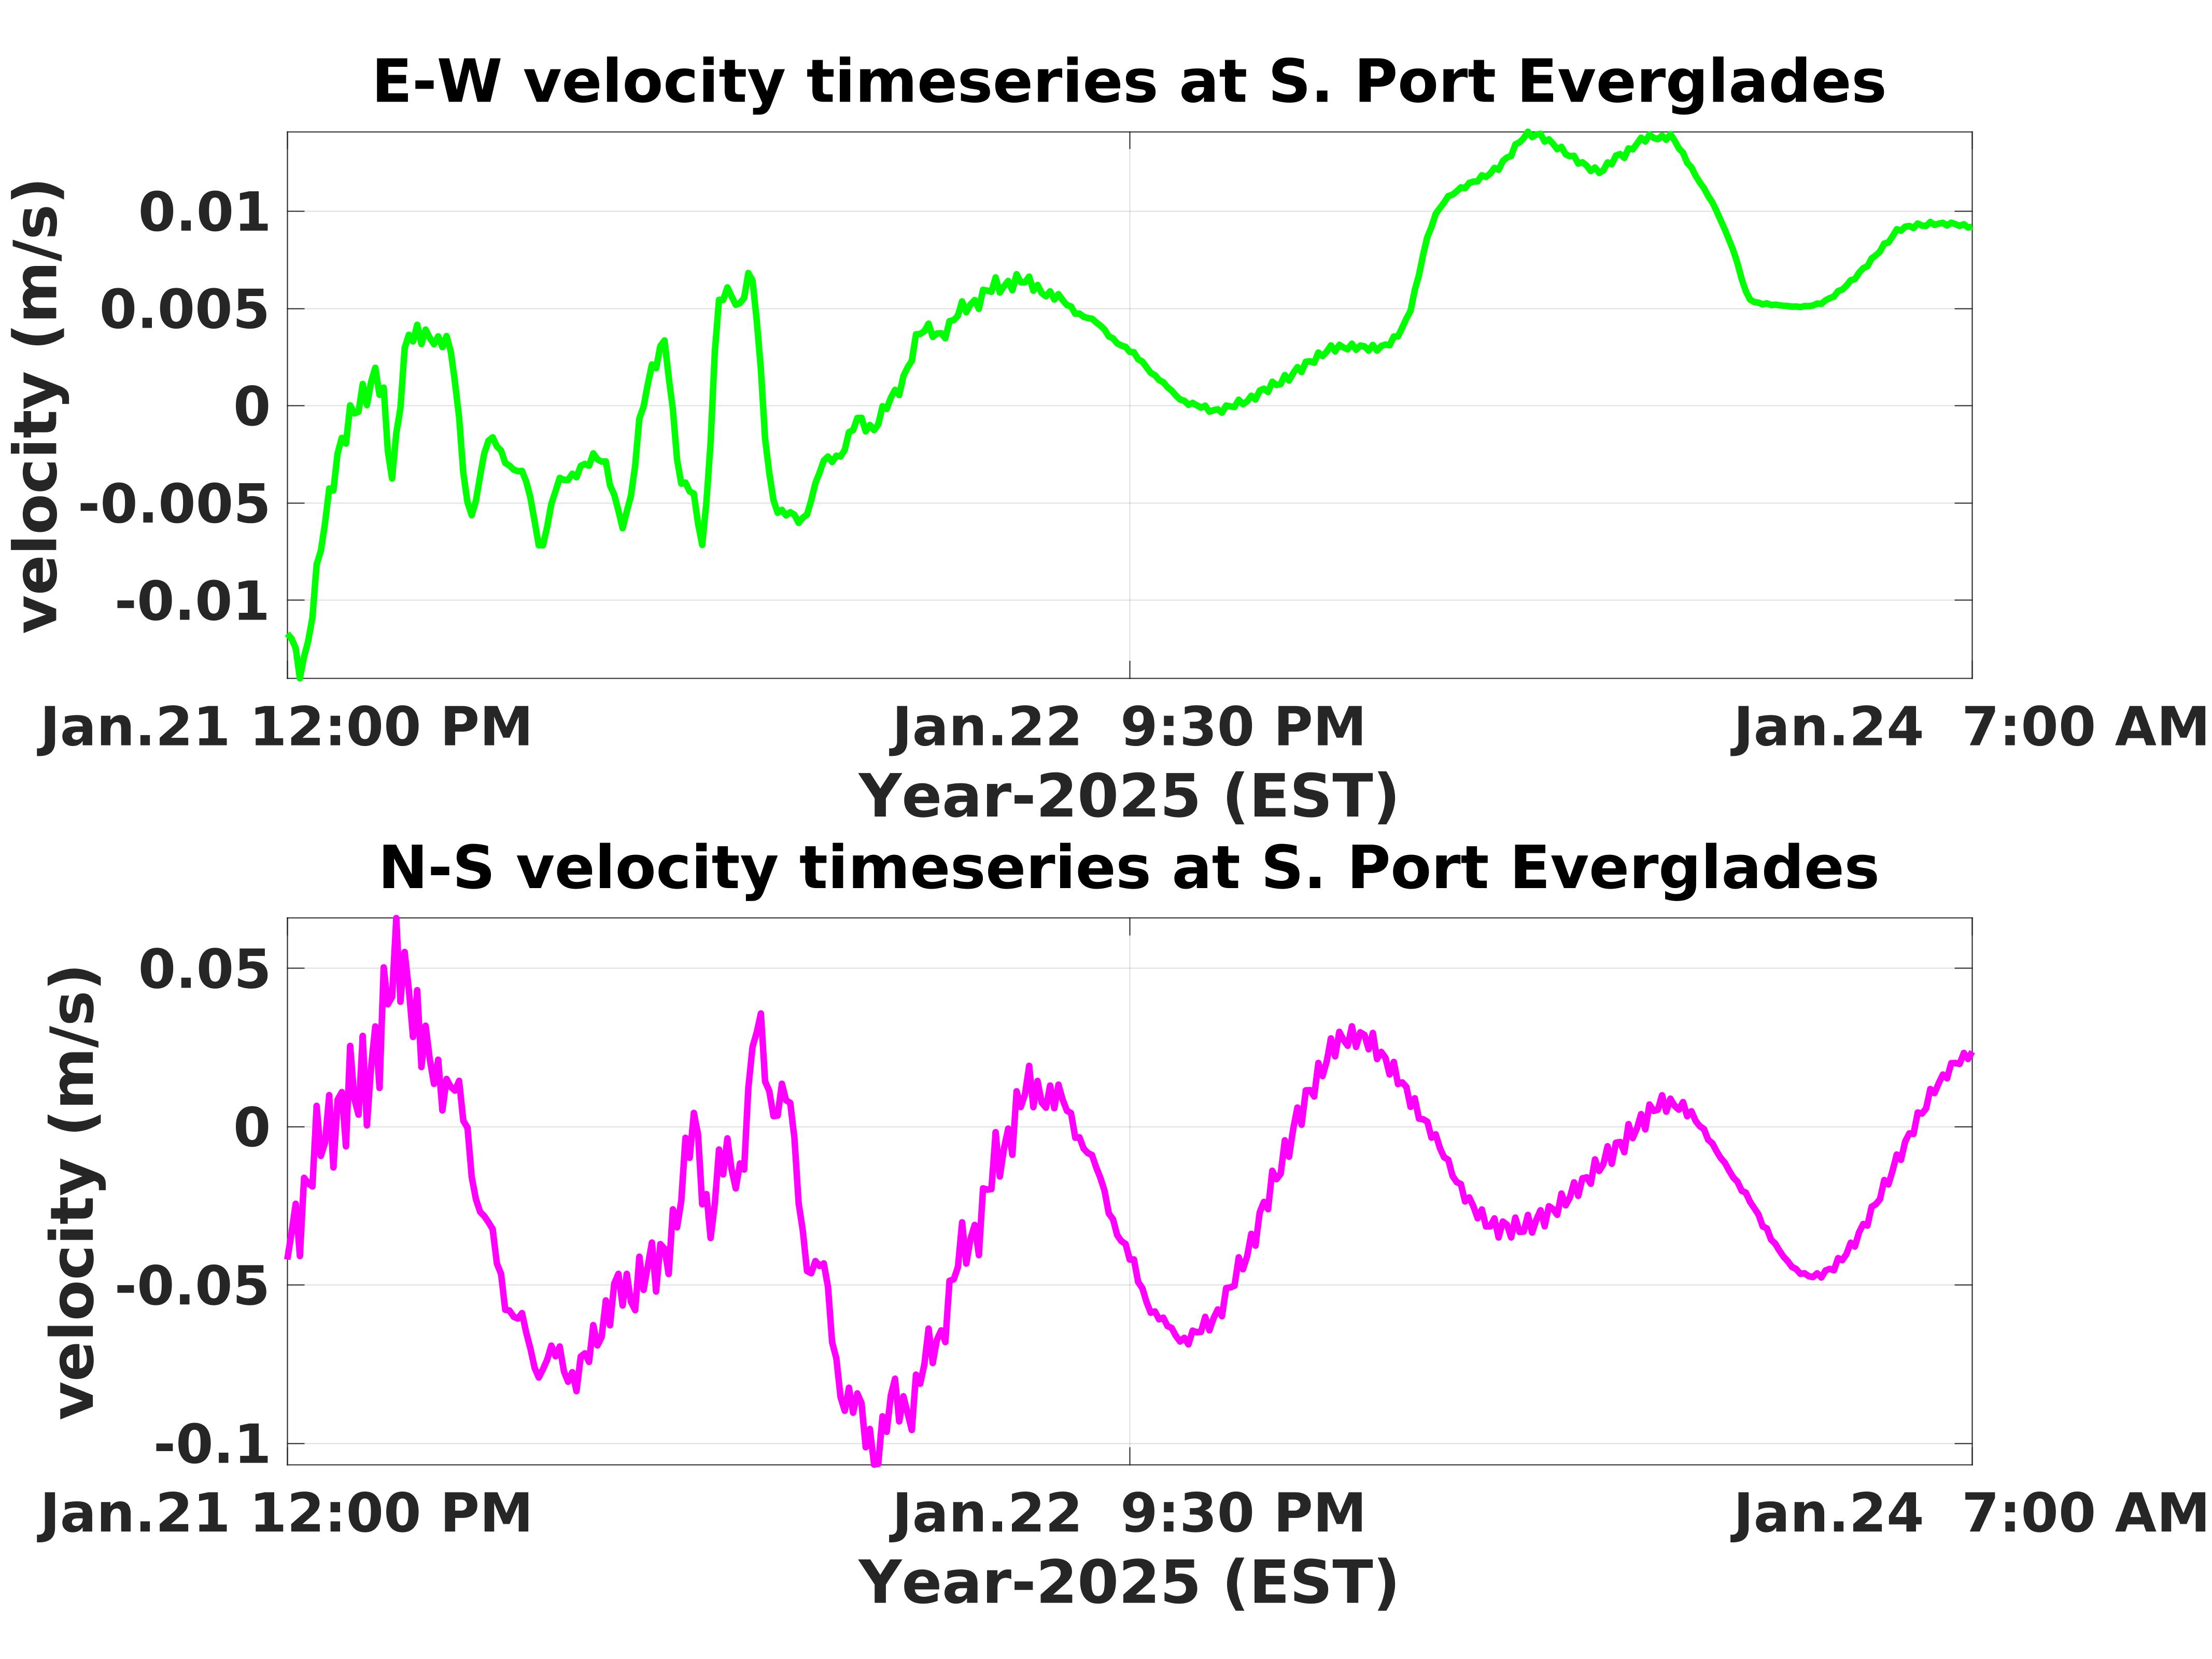 E-W velocity timeseries at S. Port Everglades
velocity (m/s)
0.01
0.005
0
-0.005
-0.01
Jan.21 12:00 PM Jan.22 9:30 PM Jan.24 7:00 AM
Year-2025 (EST)
N-S velocity timeseries at S. Port Everglades
velocity (m/s)
0.05
0
-0.05
-0.1
Jan.21 12:00 PM Jan.22 9:30 PM Jan.24 7:00 AM
Year-2025 (EST)